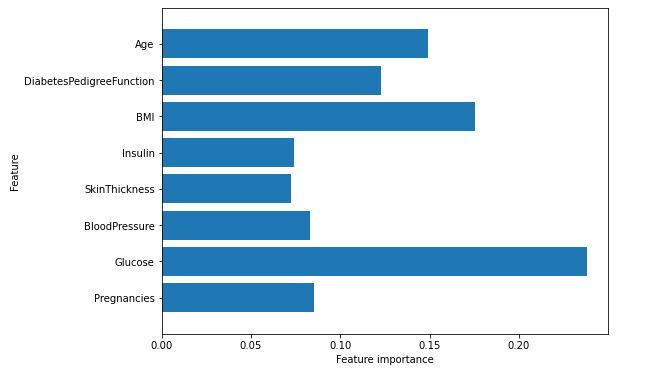 Feature
Age
DiabetesPedigreeFunction
BMI
Insulin
SkinThickness
BloodPressure
Glucose
Pregnancies
0.00 0.05 0.10 0.15 0.20
Feature importance